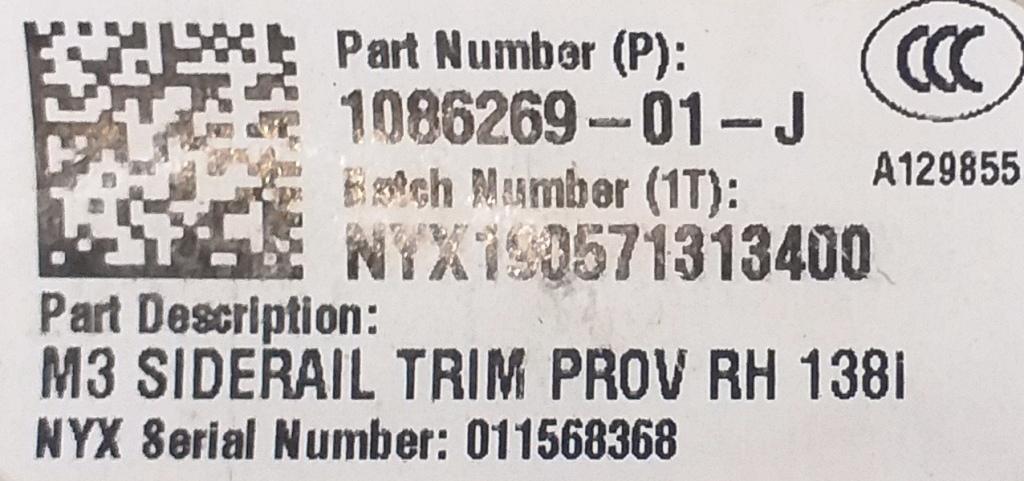 Part Number (P):
1086269-01-J
CCC
A129855
Batch Number (1T):
NYX190571313400
Part Description:
M3 SIDERAIL TRIM PROV RH 138i
NYX Serial Number: 011568368